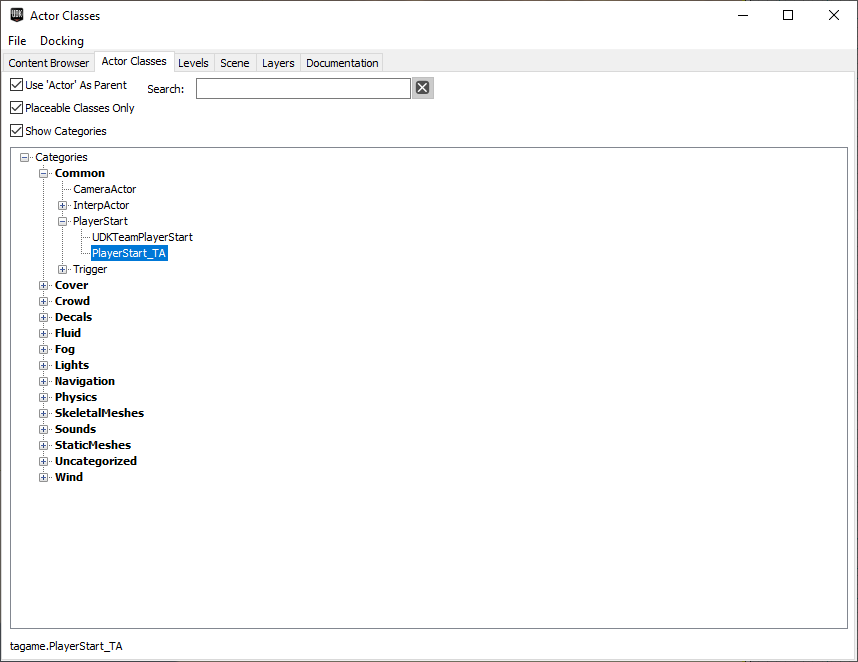 UDK Actor Classes
File Docking
Content Browser Actor Classes Levels Scene Layers Documentation
Use 'Actor' As Parent Search:
Placeable Classes Only
Show Categories
Categories
Common
CameraActor
InterpActor
PlayerStart
UDKTeamPlayerStart
PlayerStart_TA
Trigger
Cover
Crowd
Decals
Fluid
Fog
Lights
Navigation
Physics
SkeletalMeshes
Sounds
StaticMeshes
Uncategorized
Wind
tagame.PlayerStart_TA